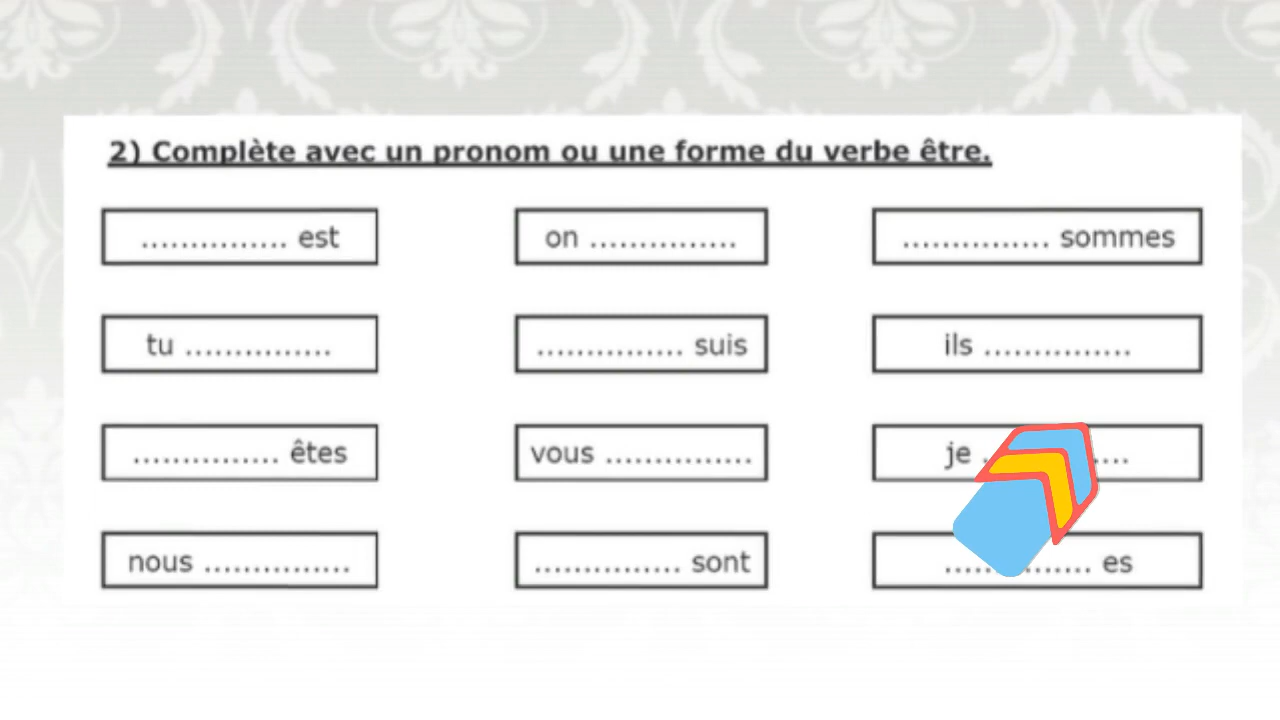 2) Complète avec un pronom ou une forme du verbe être.
............... est
on ...............
............... sommes
tu ...............
............... suis
ils ...............
............... êtes
vous ...............
je ...............
nous ...............
............... sont
............... es